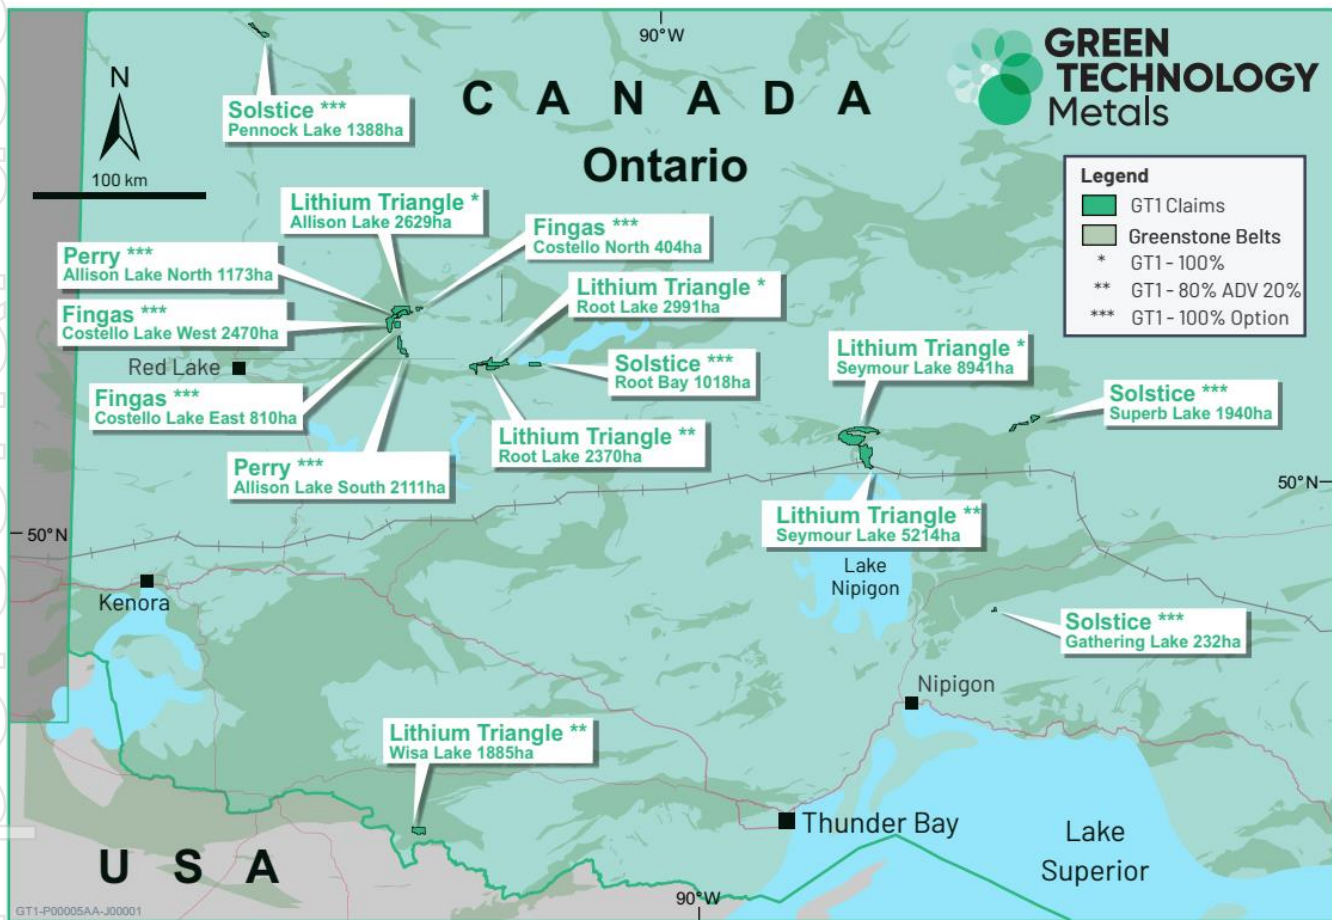 90°W
GREEN
TECHNOLOGY
Metals
N
100 km
CANADA
Ontario
Solstice ***
Pennock Lake 1388ha
Legend
GT1 Claims
Greenstone Belts
* GT1 - 100%
** GT1 - 80% ADV 20%
*** GT1 - 100% Option
Lithium Triangle *
Allison Lake 2629ha
Fingas ***
Costello North 404ha
Perry ***
Allison Lake North 1173ha
Lithium Triangle *
Root Lake 2991ha
Fingas ***
Costello Lake West 2470ha
Red Lake
Solstice ***
Root Bay 1018ha
Lithium Triangle *
Seymour Lake 8941ha
Fingas ***
Costello Lake East 810ha
Solstice ***
Superb Lake 1940ha
Lithium Triangle **
Root Lake 2370ha
Perry ***
Allison Lake South 2111ha
50°N
Lithium Triangle **
Seymour Lake 5214ha
50°N
Lake
Nipigon
Kenora
Solstice ***
Gathering Lake 232ha
Nipigon
Lithium Triangle **
Wisa Lake 1885ha
Thunder Bay
Lake
Superior
USA
90°W
GT1-P00005AA-J00001